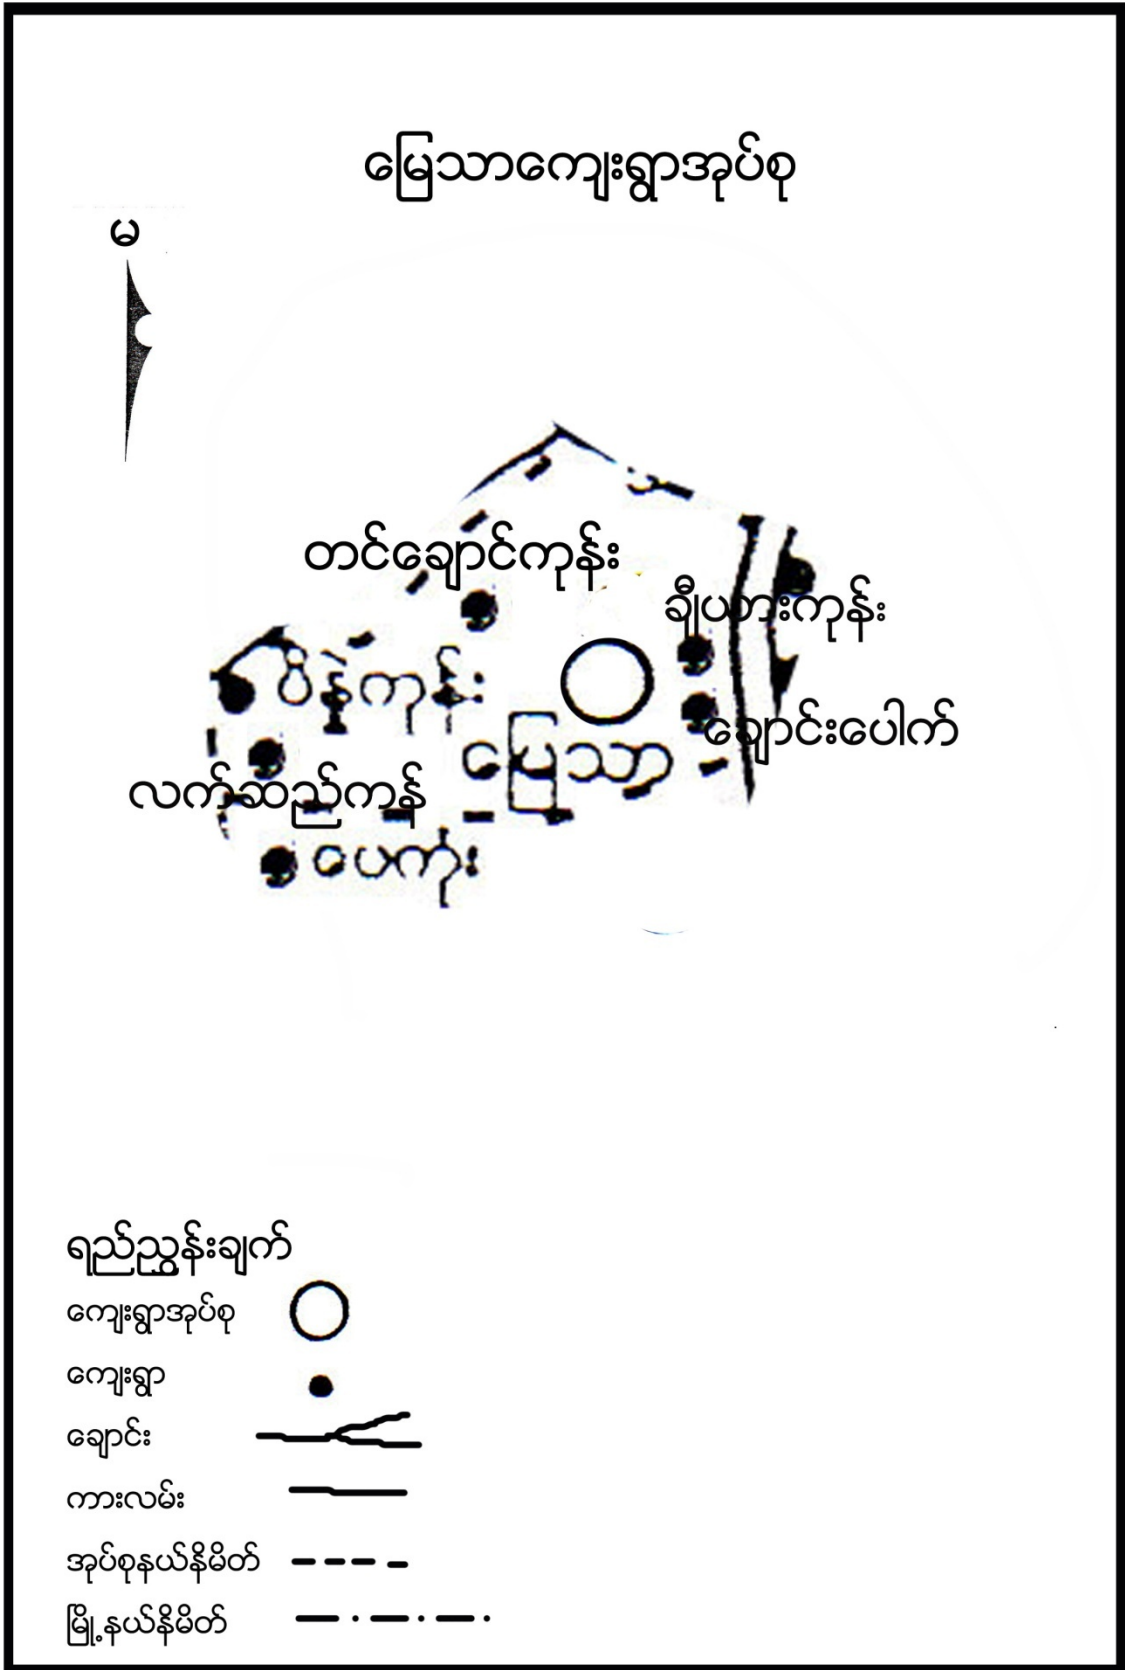 မြေသာကျေးရွာအုပ်စု
မ
တင်ချောင်ကုန်း
ချီယားကုန်း
ပိန္နဲကုန်း
ချောင်းပေါက်
မြေသာ
လက်ဆည်ကန်
ပေကုံး
ရည်ညွှန်းချက်
ကျေးရွာအုပ်စု
ကျေးရွာ
ချောင်း
ကားလမ်း
အုပ်စုနယ်နိမိတ်
မြို့နယ်နိမိတ်